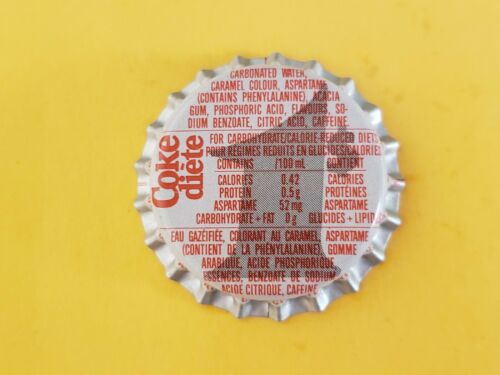 CARBONATED WATER,
CARAMEL COLOUR, ASPARTAME
(CONTAINS PHENYLALANINE), ACACIA
GUM, PHOSPHORIC ACID, FLAVOURS, SO-
DIUM BENZOATE, CITRIC ACID, CAFFEINE.
Coke
diète
FOR CARBOHYDRATE/CALORIE-REDUCED DIETS
POUR RÉGIMES RÉDUITS EN GLUCIDES/CALORIES
CONTAINS /100 mL CONTIENT
CALORIES 0.42 CALORIES
PROTEIN 0.5g PROTÉINES
ASPARTAME 52 mg ASPARTAME
CARBOHYDRATE + FAT 0g GLUCIDES + LIPID
EAU GAZÉIFIÉE, COLORANT AU CARAMEL, ASPARTAME
(CONTIENT DE LA PHÉNYLALANINE), GOMME
ARABIQUE, ACIDE PHOSPHORIQUE,
ESSENCES, BENZOATE DE SODIUM,
ACIDE CITRIQUE, CAFÉINE.